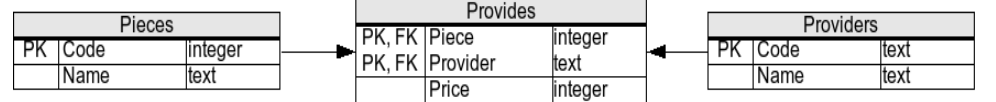 Pieces
PK Code integer
Name text
Provides
PK, FK Piece integer
PK, FK Provider text
Price integer
Providers
PK Code text
Name text